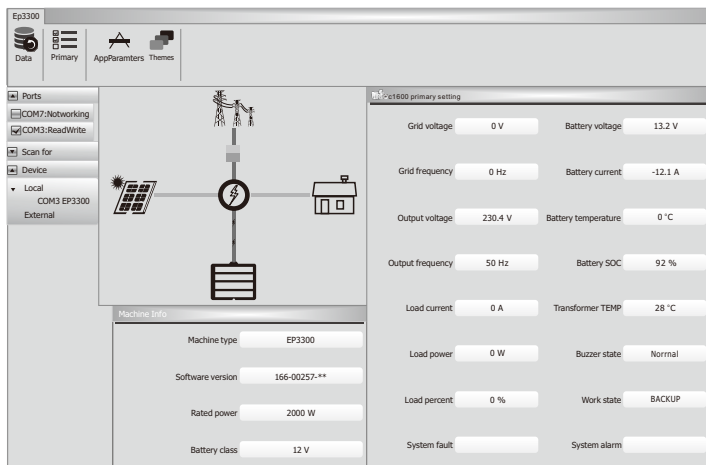 Ep3300
Data Primary AppParamters Themes
Ports
COM7:Notworking
COM3:ReadWrite
Scan for
Device
Local
COM3 EP3300
External
Machine Info
Machine type EP3300
Software version 166-00257-**
Rated power 2000 W
Battery class 12 V
c1600 primary setting
Grid voltage 0 V Battery voltage 13.2 V
Grid frequency 0 Hz Battery current -12.1 A
Output voltage 230.4 V Battery temperature 0 °C
Output frequency 50 Hz Battery SOC 92 %
Load current 0 A Transformer TEMP 28 °C
Load power 0 W Buzzer state Norrnal
Load percent 0 % Work state BACKUP
System fault System alarm